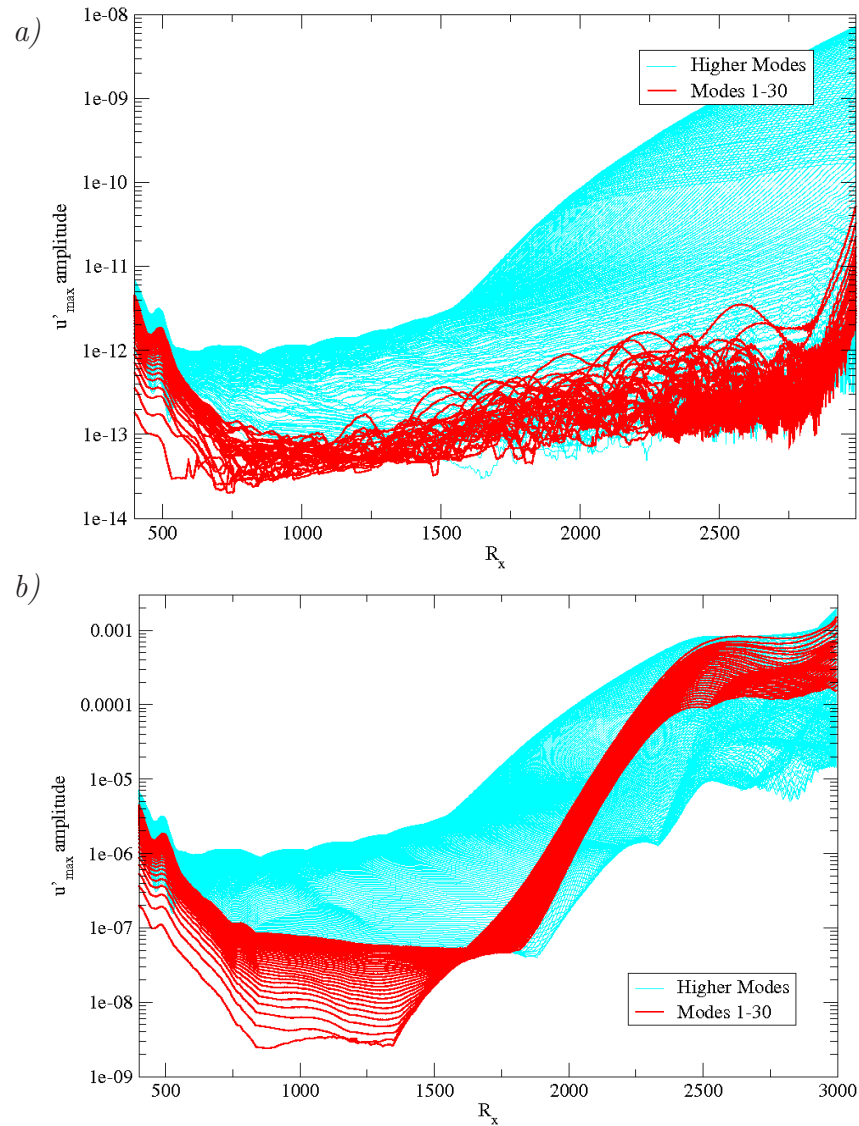 a)
1e-08
1e-09
1e-10
1e-11
1e-12
1e-13
1e-14
u'max amplitude
Higher Modes
Modes 1-30
500
1000
1500
2000
2500
Rx
b)
0.001
0.0001
1e-05
1e-06
1e-07
1e-08
1e-09
u'max amplitude
Higher Modes
Modes 1-30
500
1000
1500
2000
2500
3000
Rx